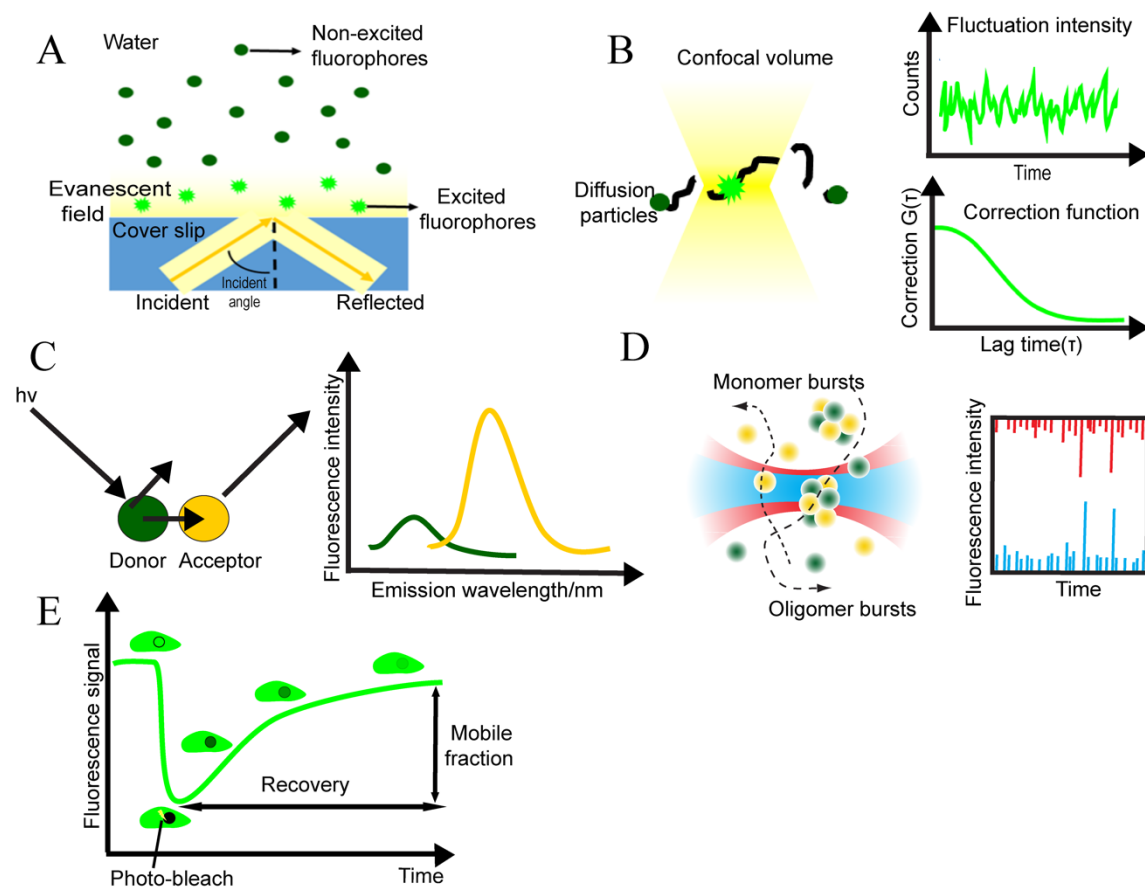 A
Water
Non-excited
fluorophores
Evanescent
field
Excited
fluorophores
Cover slip
Incident
angle
Incident
Reflected
B
Confocal volume
Diffusion
particles
Fluctuation intensity
Counts
Time
Correction function
Correction G(τ)
Lag time(τ)
C
hv
Donor
Acceptor
Fluorescence intensity
Emission wavelength/nm
D
Monomer bursts
Oligomer bursts
Fluorescence intensity
Time
E
Fluorescence signal
Mobile
fraction
Recovery
Photo-bleach
Time